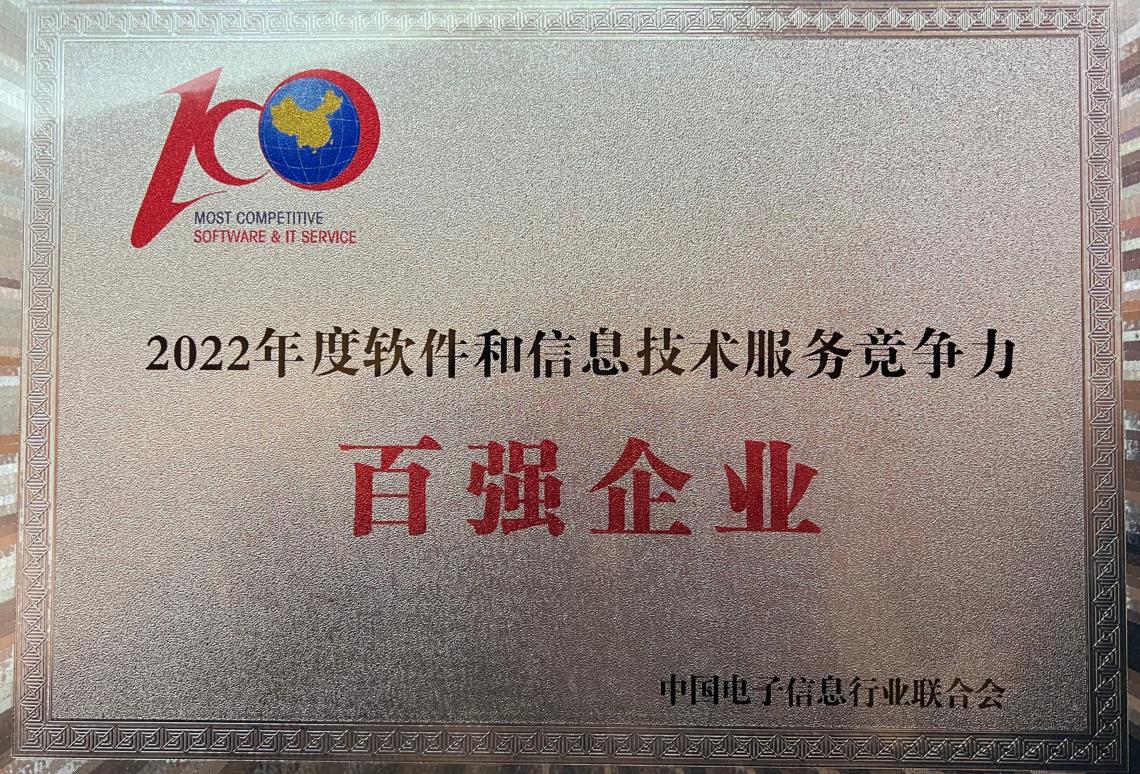 100
MOST COMPETITIVE
SOFTWARE & IT SERVICE
2022年度软件和信息技术服务竞争力
百强企业
中国电子信息行业联合会